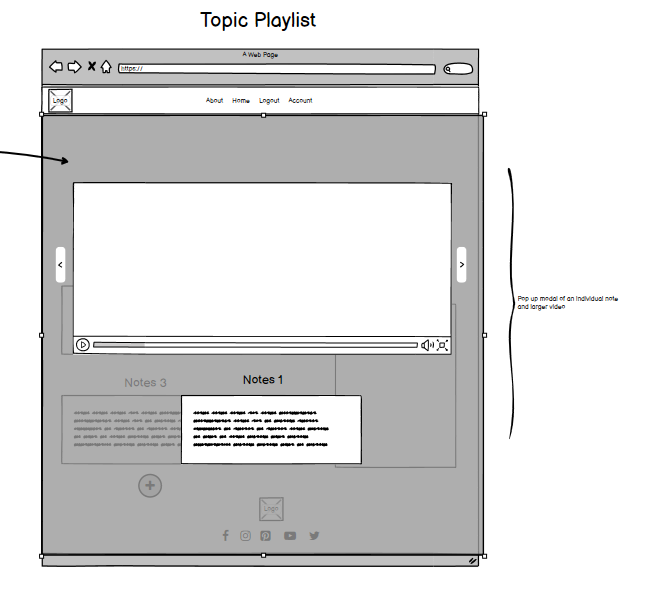 Topic Playlist
A Web Page
https://
Logo
About Home Logout Account
<
>
Pop up modal of an individual note
and larger video
Notes 3
Notes 1
Logo